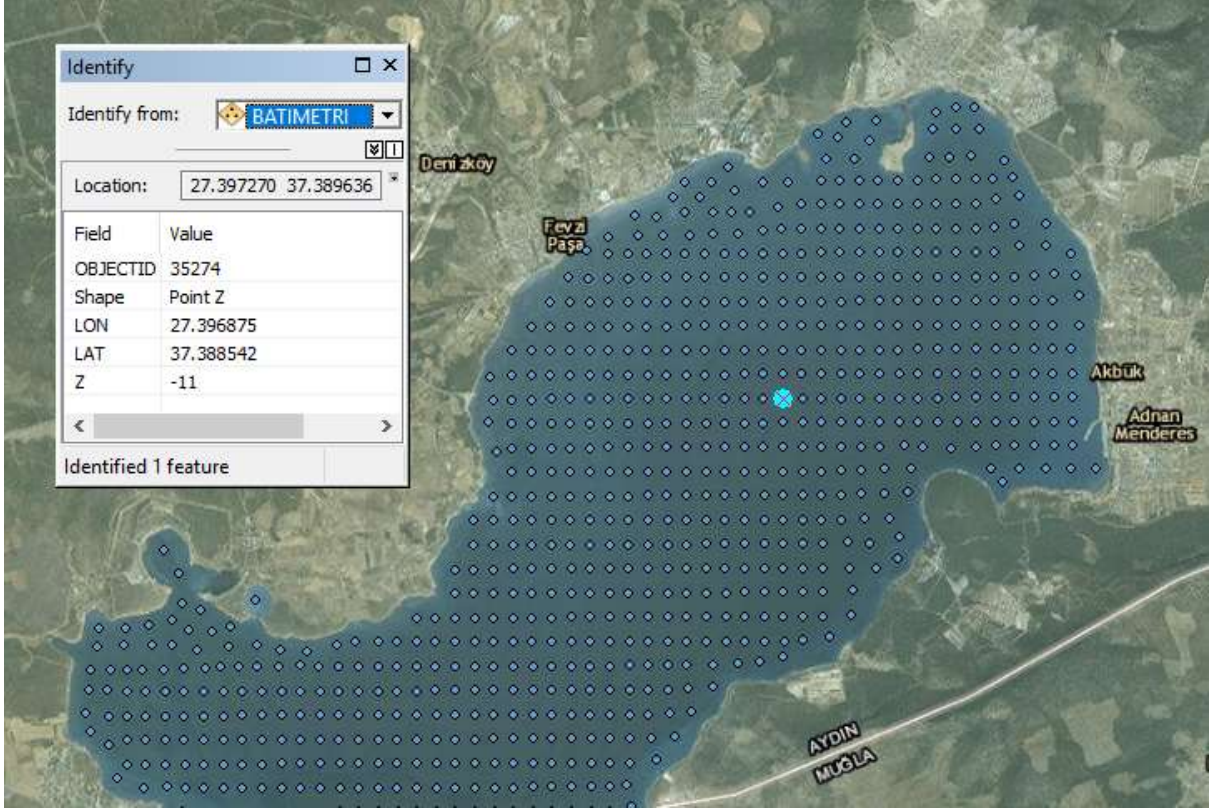 Identify
Identify from: BATIMETRI
Location: 27.397270 37.389636
Field Value
OBJECTID 35274
Shape Point Z
LON 27.396875
LAT 37.388542
Z -11
Identified 1 feature
Denizköy
Fevzi
Paşa
Akbük
Adnan
Menderes
AYDIN
MUĞLA